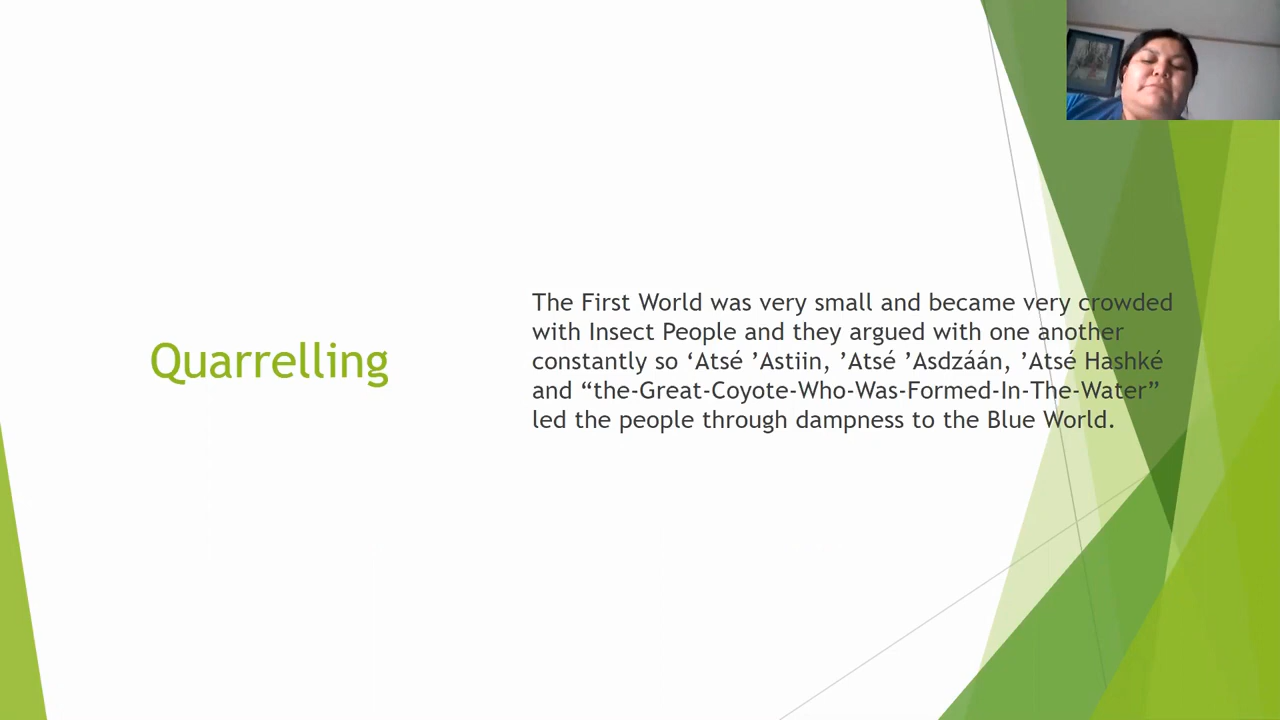 Quarrelling
The First World was very small and became very crowded
with Insect People and they argued with one another
constantly so ‘Atsé ’Astiin, ’Atsé ’Asdzáán, ’Atsé Hashké
and “the-Great-Coyote-Who-Was-Formed-In-The-Water”
led the people through dampness to the Blue World.